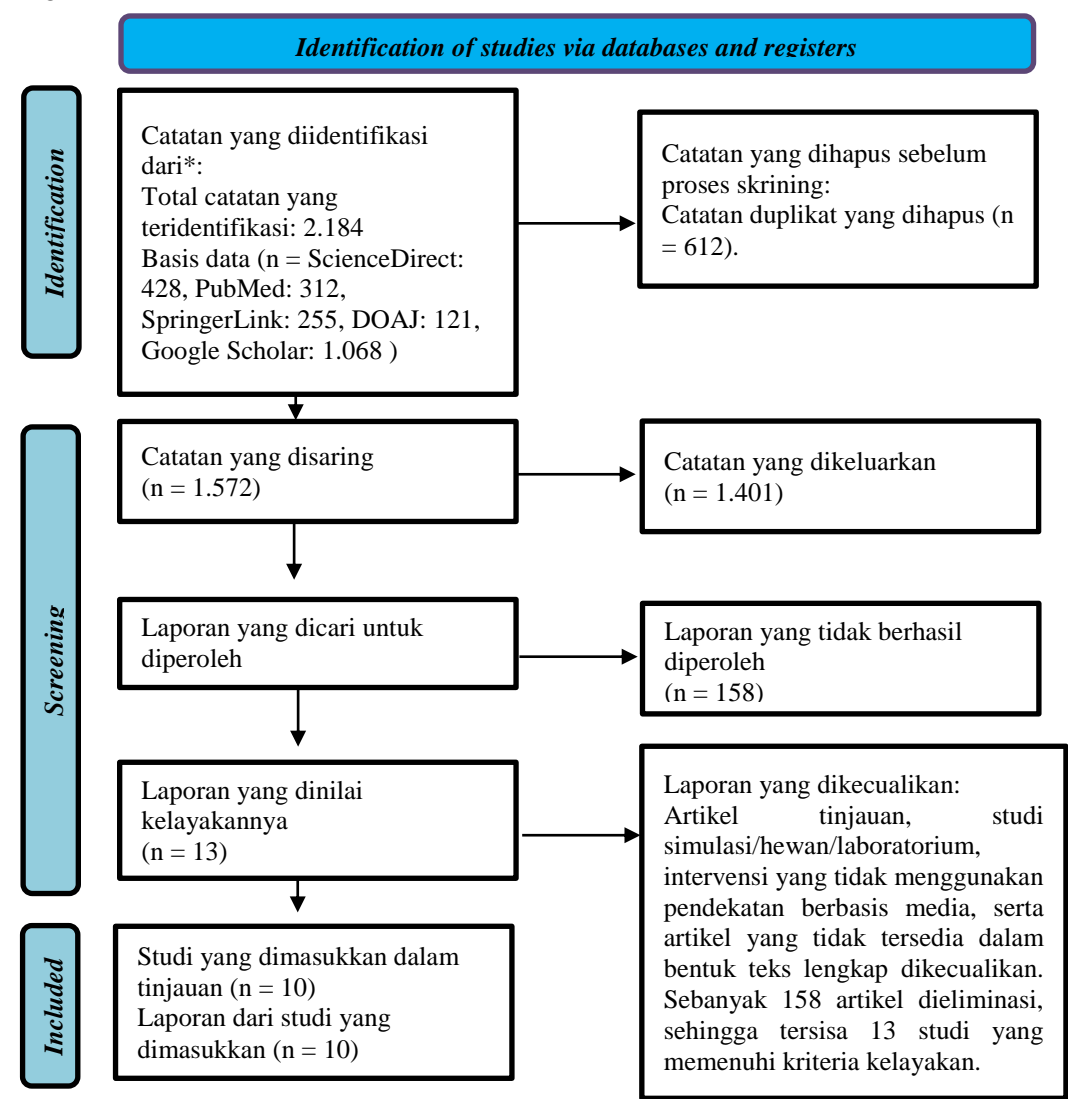 Identification of studies via databases and registers
Identification
Catatan yang diidentifikasi
dari*:
Total catatan yang
teridentifikasi: 2.184
Basis data (n = ScienceDirect:
428, PubMed: 312,
SpringerLink: 255, DOAJ: 121,
Google Scholar: 1.068 )
Catatan yang dihapus sebelum
proses skrining:
Catatan duplikat yang dihapus (n
= 612).
Screening
Catatan yang disaring
(n = 1.572)
Catatan yang dikeluarkan
(n = 1.401)
Laporan yang dicari untuk
diperoleh
Laporan yang tidak berhasil
diperoleh
(n = 158)
Laporan yang dinilai
kelayakannya
(n = 13)
Laporan yang dikecualikan:
Artikel tinjauan, studi
simulasi/hewan/laboratorium,
intervensi yang tidak menggunakan
pendekatan berbasis media, serta
artikel yang tidak tersedia dalam
bentuk teks lengkap dikecualikan.
Sebanyak 158 artikel dieliminasi,
sehingga tersisa 13 studi yang
memenuhi kriteria kelayakan.
Included
Studi yang dimasukkan dalam
tinjauan (n = 10)
Laporan dari studi yang
dimasukkan (n = 10)